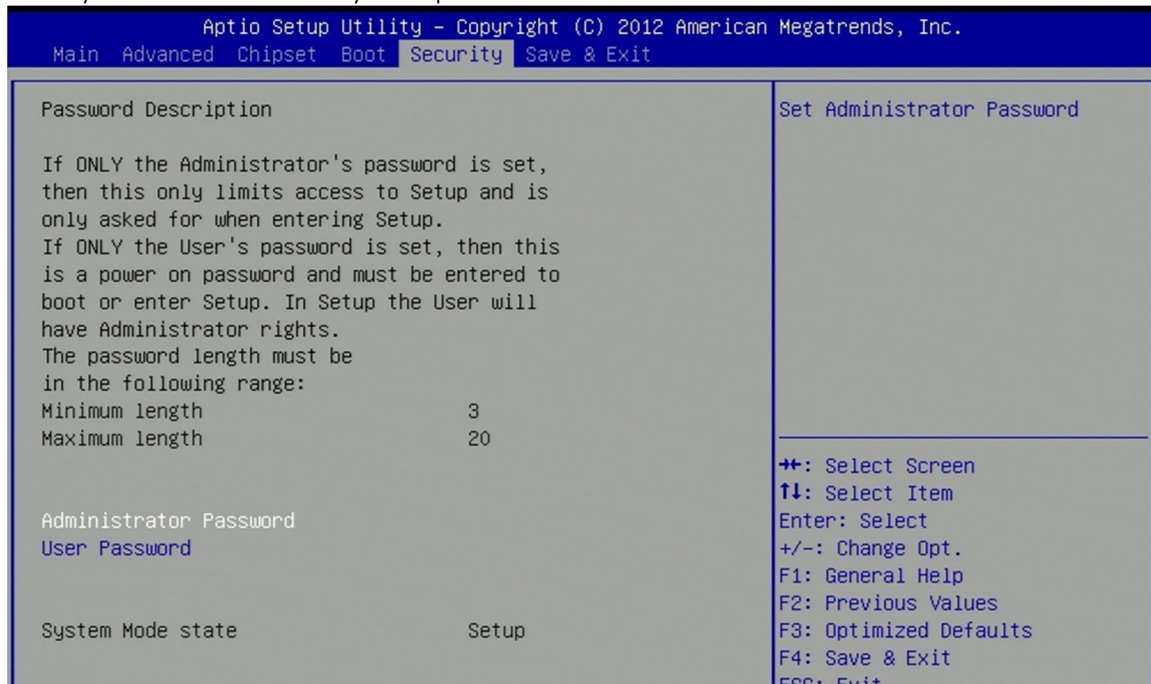 Aptio Setup Utility – Copyright (C) 2012 American Megatrends, Inc.
Main Advanced Chipset Boot Security Save & Exit
Password Description
If ONLY the Administrator's password is set,
then this only limits access to Setup and is
only asked for when entering Setup.
If ONLY the User's password is set, then this
is a power on password and must be entered to
boot or enter Setup. In Setup the User will
have Administrator rights.
The password length must be
in the following range:
Minimum length 3
Maximum length 20
Administrator Password
User Password
System Mode state Setup
Set Administrator Password
→←: Select Screen
↑↓: Select Item
Enter: Select
+/-: Change Opt.
F1: General Help
F2: Previous Values
F3: Optimized Defaults
F4: Save & Exit
ESC: Exit